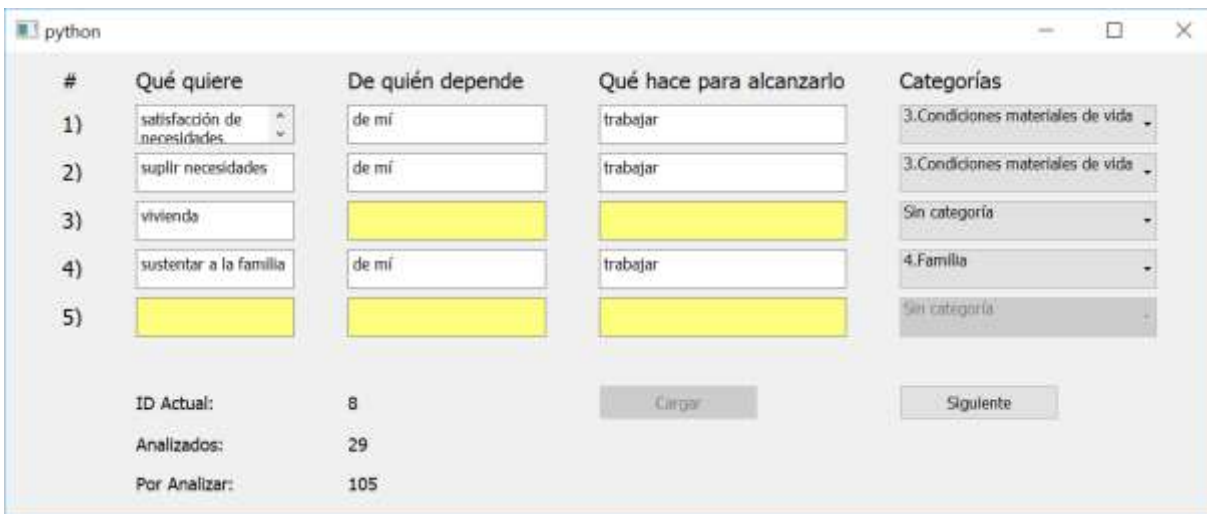 python
# Qué quiere De quién depende Qué hace para alcanzarlo Categorías
1) satisfacción de necesidades de mí trabajar 3.Condiciones materiales de vida
2) suplir necesidades de mí trabajar 3.Condiciones materiales de vida
3) vivienda Sin categoría
4) sustentar a la familia de mí trabajar 4.Familia
5) Sin categoría
ID Actual: 8 Cargar Siguiente
Analizados: 29
Por Analizar: 105